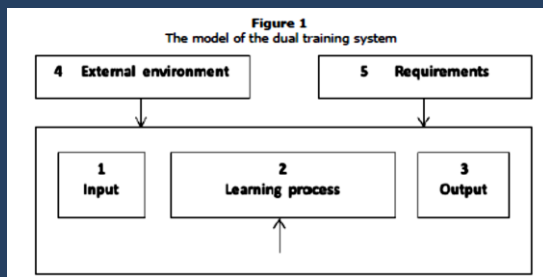 Figure 1
The model of the dual training system
4 External environment
5 Requirements
1
Input
2
Learning process
3
Output